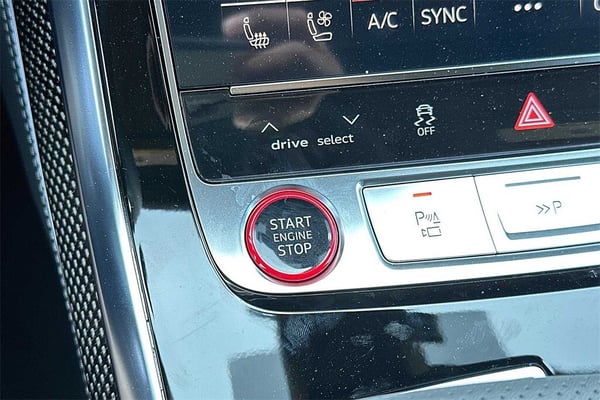 A/C SYNC
drive select
OFF
START
ENGINE
STOP
P
P